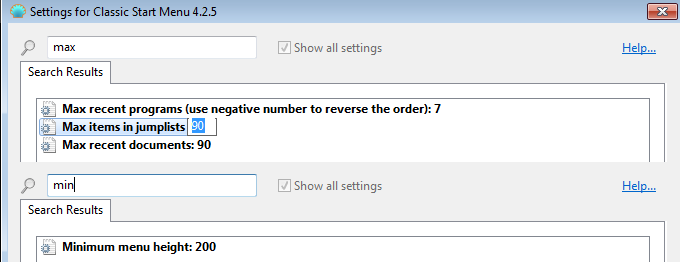 Settings for Classic Start Menu 4.2.5
max Show all settings Help...
Search Results
Max recent programs (use negative number to reverse the order): 7
Max items in jumplists 90
Max recent documents: 90
min Show all settings Help...
Search Results
Minimum menu height: 200